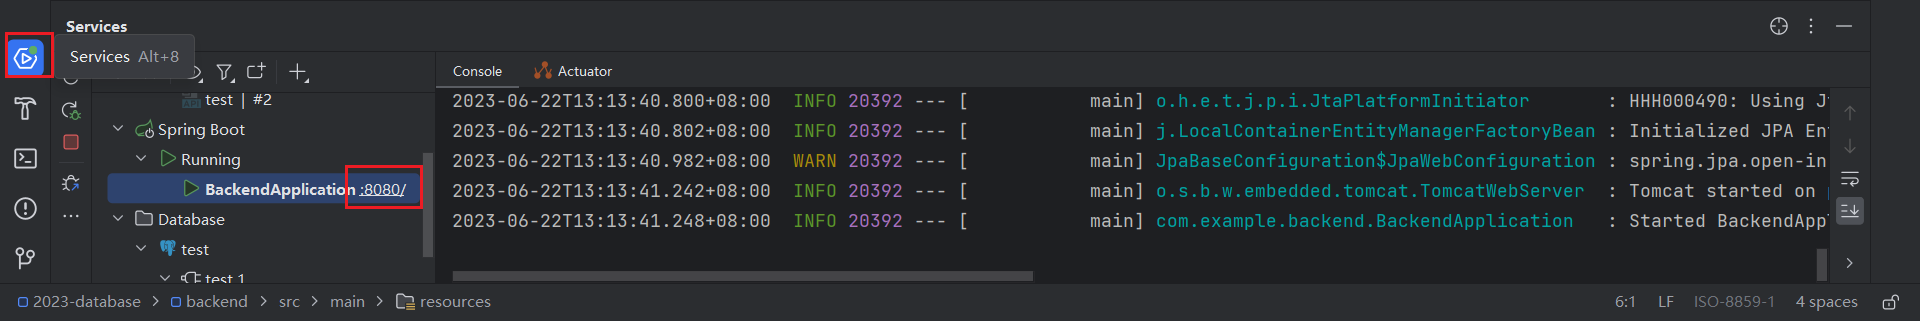 Services
Services Alt+8
Console Actuator
test | #2
Spring Boot
Running
BackendApplication :8080/
Database
test
test 1
2023-06-22T13:13:40.800+08:00 INFO 20392 --- [ main] o.h.e.t.j.p.i.JtaPlatformInitiator : HHH000490: Using J
2023-06-22T13:13:40.802+08:00 INFO 20392 --- [ main] j.LocalContainerEntityManagerFactoryBean : Initialized JPA En
2023-06-22T13:13:40.982+08:00 WARN 20392 --- [ main] JpaBaseConfiguration$JpaWebConfiguration : spring.jpa.open-in
2023-06-22T13:13:41.242+08:00 INFO 20392 --- [ main] o.s.b.w.embedded.tomcat.TomcatWebServer : Tomcat started on p
2023-06-22T13:13:41.248+08:00 INFO 20392 --- [ main] com.example.backend.BackendApplication : Started BackendApp
2023-database > backend > src > main > resources
6:1 LF ISO-8859-1 4 spaces